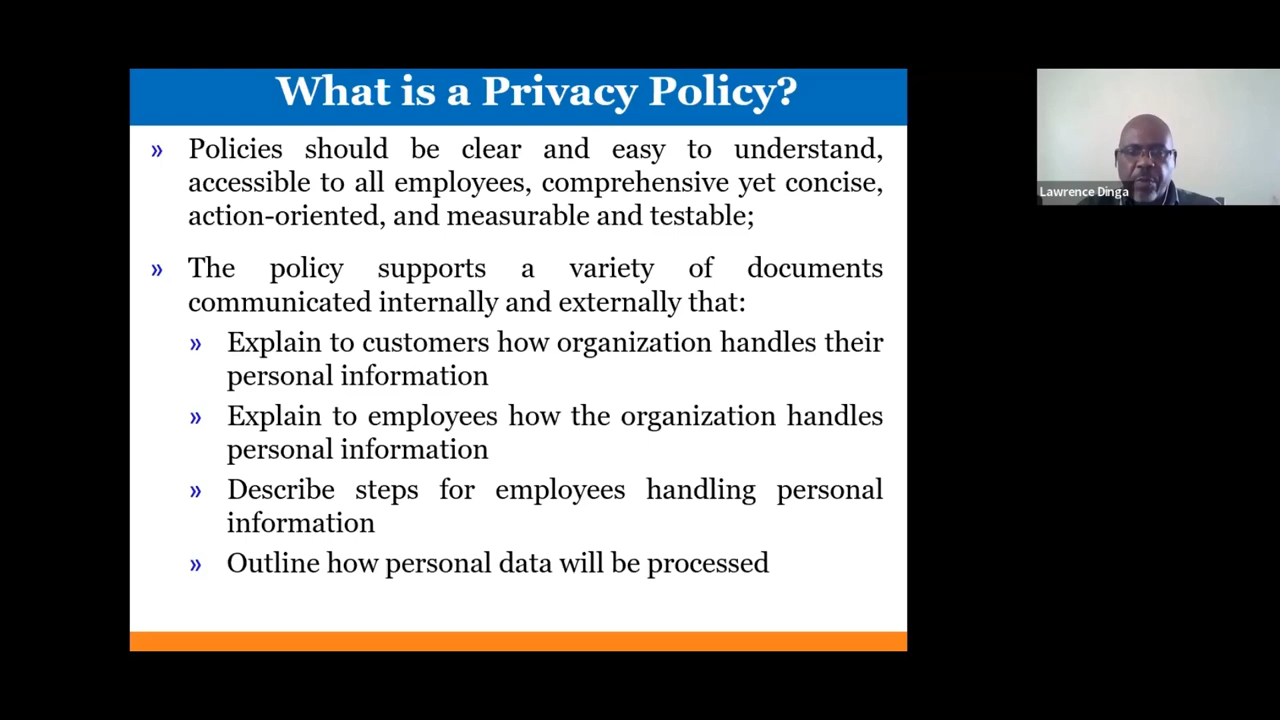 What is a Privacy Policy?
» Policies should be clear and easy to understand,
accessible to all employees, comprehensive yet concise,
action-oriented, and measurable and testable;
» The policy supports a variety of documents
communicated internally and externally that:
» Explain to customers how organization handles their
personal information
» Explain to employees how the organization handles
personal information
» Describe steps for employees handling personal
information
» Outline how personal data will be processed
Lawrence Dinga